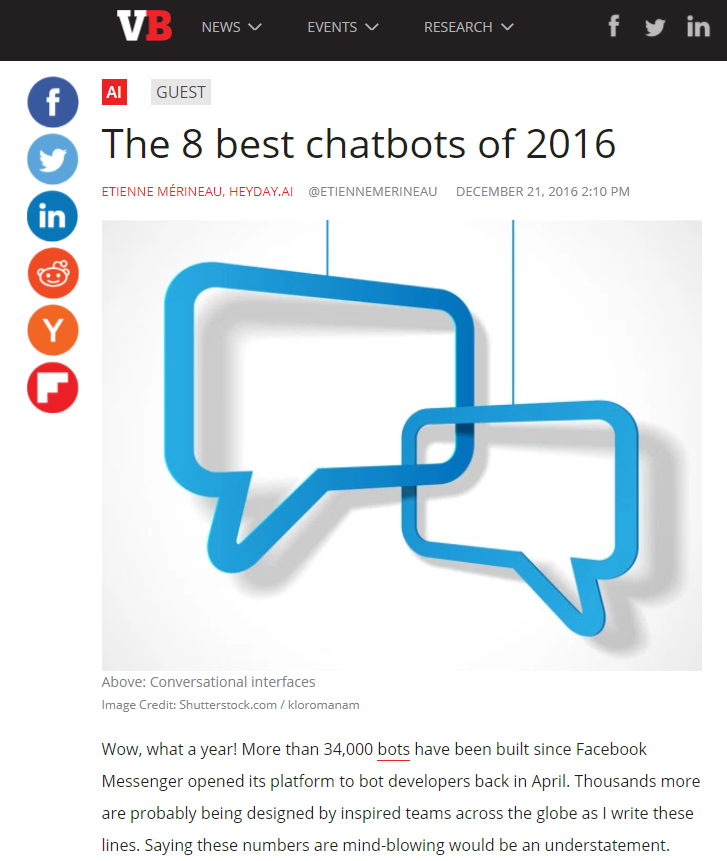 VB NEWS EVENTS RESEARCH f in
f
in
Y
AI GUEST
The 8 best chatbots of 2016
ETIENNE MÉRINEAU, HEYDAY.AI @ETIENNEMERINEAU DECEMBER 21, 2016 2:10 PM
Above: Conversational interfaces
Image Credit: Shutterstock.com / kloromanam
Wow, what a year! More than 34,000 bots have been built since Facebook
Messenger opened its platform to bot developers back in April. Thousands more
are probably being designed by inspired teams across the globe as I write these
lines. Saying these numbers are mind-blowing would be an understatement.